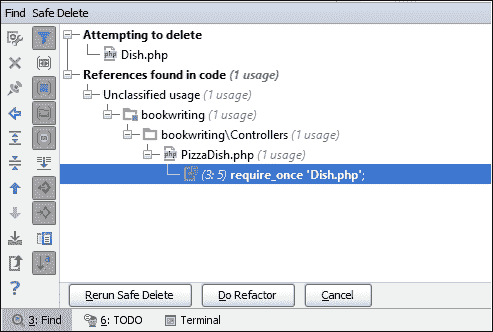 Find Safe Delete
Attempting to delete
php Dish.php
References found in code (1 usage)
Unclassified usage (1 usage)
bookwriting (1 usage)
bookwriting\Controllers (1 usage)
php PizzaDish.php (1 usage)
(3: 5) require_once 'Dish.php';
Rerun Safe Delete Do Refactor Cancel
3: Find 6: TODO Terminal